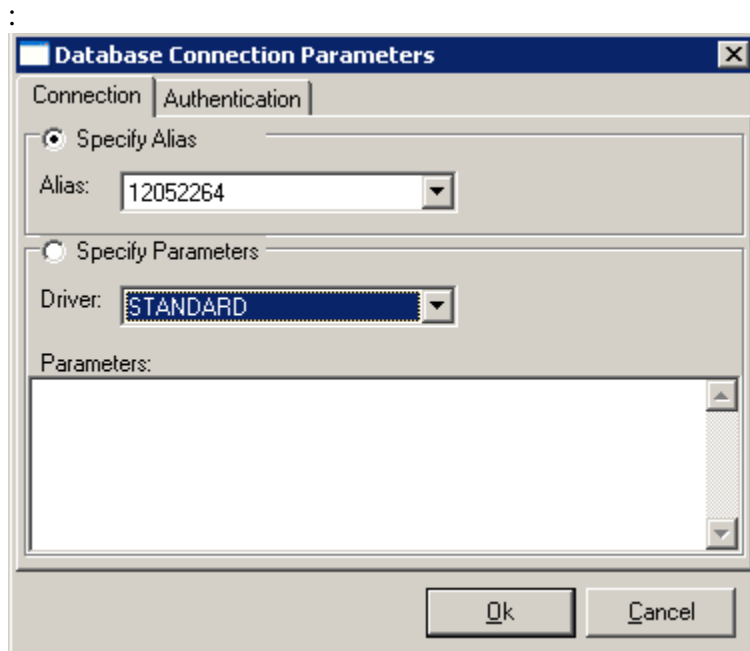 :
Database Connection Parameters
Connection Authentication
Specify Alias
Alias: 12052264
Specify Parameters
Driver: STANDARD
Parameters:
Ok Cancel